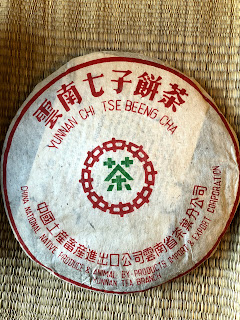 雲南七子餅茶
YUNNAN CHI TSE BEENG CHA
茶
中國土產畜產進出口公司雲南省茶葉分公司
CHINA NATIONAL NATIVE PRODUCE & ANIMAL BY-PRODUCTS IMPORT & EXPORT CORPORATION
YUNNAN TEA BRANCH